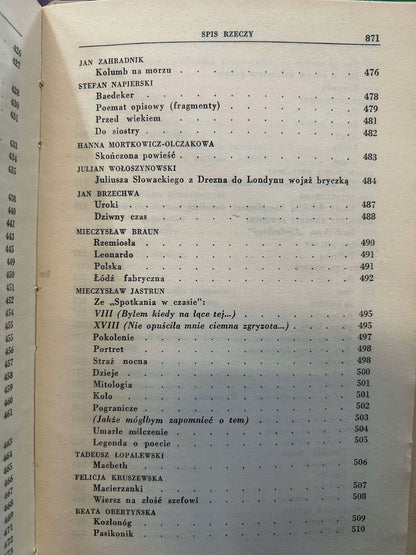 SPIS RZECZY 871
JAN ZAHRADNIK
Kolumb na morzu . . . 476
STEFAN NAPIERSKI
Baedeker . . . 478
Poemat opisowy (fragmenty) . . . 479
Przed wiekiem . . . 481
Do siostry . . . 482
HANNA MORTKOWICZ-OLCZAKOWA
Skończona powieść . . . 483
JULIAN WOŁOSZYNOWSKI
Juliusza Słowackiego z Drezna do Londynu wojaż bryczką 484
JAN BRZECHWA
Uroki . . . 487
Dziwny czas . . . 488
MIECZYSŁAW BRAUN
Rzemiosła . . . 490
Leonardo . . . 491
Polska . . . 491
Łódź fabryczna . . . 492
MIECZYSŁAW JASTRUN
Ze „Spotkania w czasie":
VIII (Byłem kiedy na łące tej...) . . . 495
XVIII (Nie opuściła mnie ciemna zgryzota...) . . . 495
Pokolenie . . . 497
Portret . . . 498
Straż nocna . . . 498
Dzieje . . . 500
Mitologia . . . 501
Koło . . . 501
Pogranicze . . . 502
(Jakże mógłbym zapomnieć o tem) . . . 503
Umarłe milczenie . . . 504
Legenda o poecie . . . 505
TADEUSZ ŁOPALEWSKI
Macbeth . . . 506
FELICJA KRUSZEWSKA
Macierzanki . . . 507
Wiersz na złość szefowi . . . 508
BEATA OBERTYŃSKA
Kozłonóg . . . 509
Pasikonik . . . 510